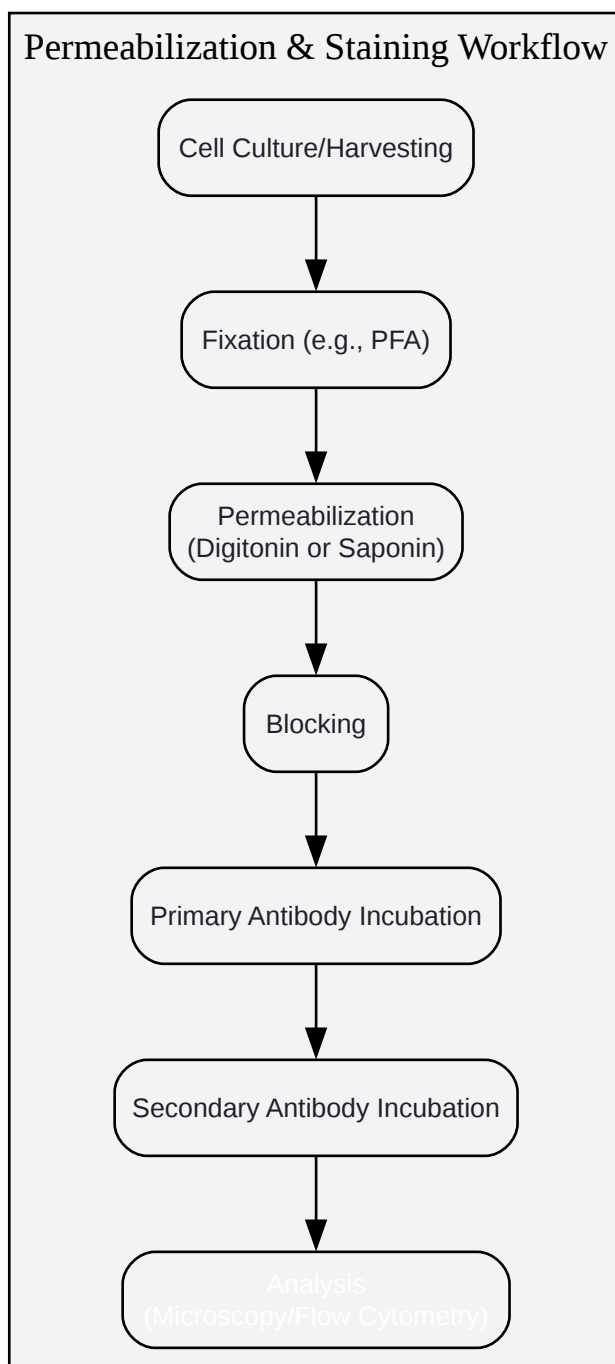 Permeabilization & Staining Workflow
Cell Culture/Harvesting
Fixation (e.g., PFA)
Permeabilization
(Digitonin or Saponin)
Blocking
Primary Antibody Incubation
Secondary Antibody Incubation
Analysis
(Microscopy/Flow Cytometry)